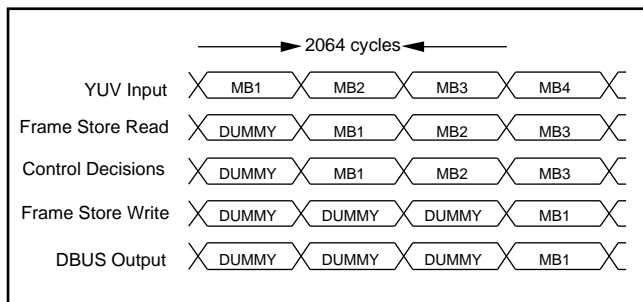 2064 cycles
YUV Input MB1 MB2 MB3 MB4
Frame Store Read DUMMY MB1 MB2 MB3
Control Decisions DUMMY MB1 MB2 MB3
Frame Store Write DUMMY DUMMY DUMMY MB1
DBUS Output DUMMY DUMMY DUMMY MB1